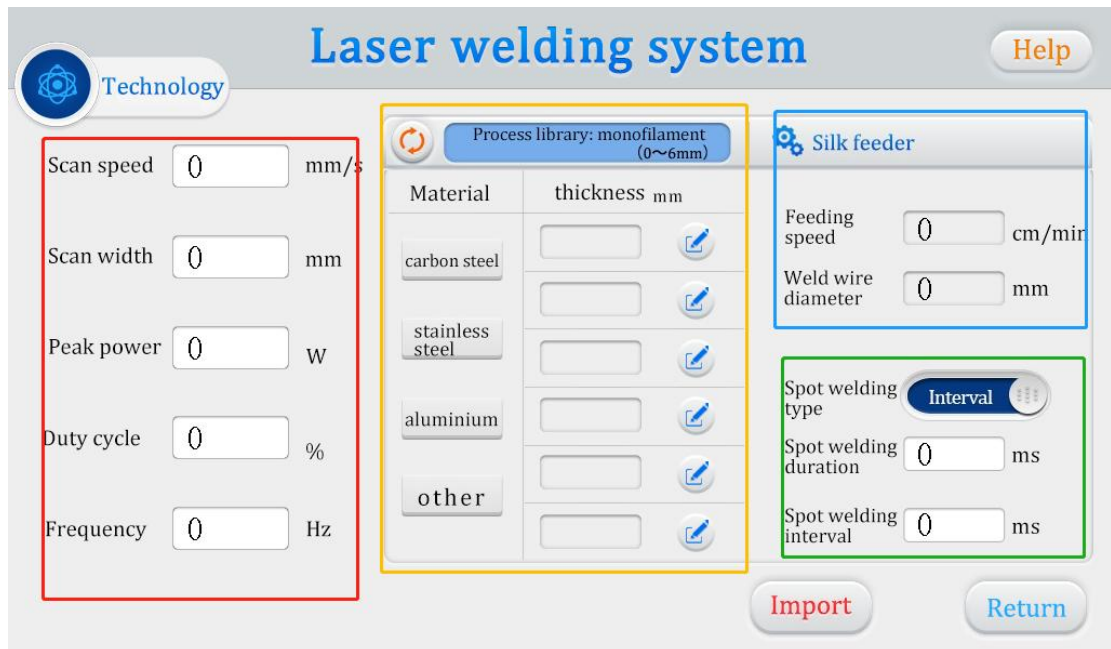 Laser welding system
Help
Technology
Scan speed 0 mm/s
Scan width 0 mm
Peak power 0 W
Duty cycle 0 %
Frequency 0 Hz
Process library: monofilament
(0～6mm)
Material thickness mm
carbon steel
stainless
steel
aluminium
other
Silk feeder
Feeding
speed 0 cm/min
Weld wire
diameter 0 mm
Spot welding
type Interval
Spot welding
duration 0 ms
Spot welding
interval 0 ms
Import
Return